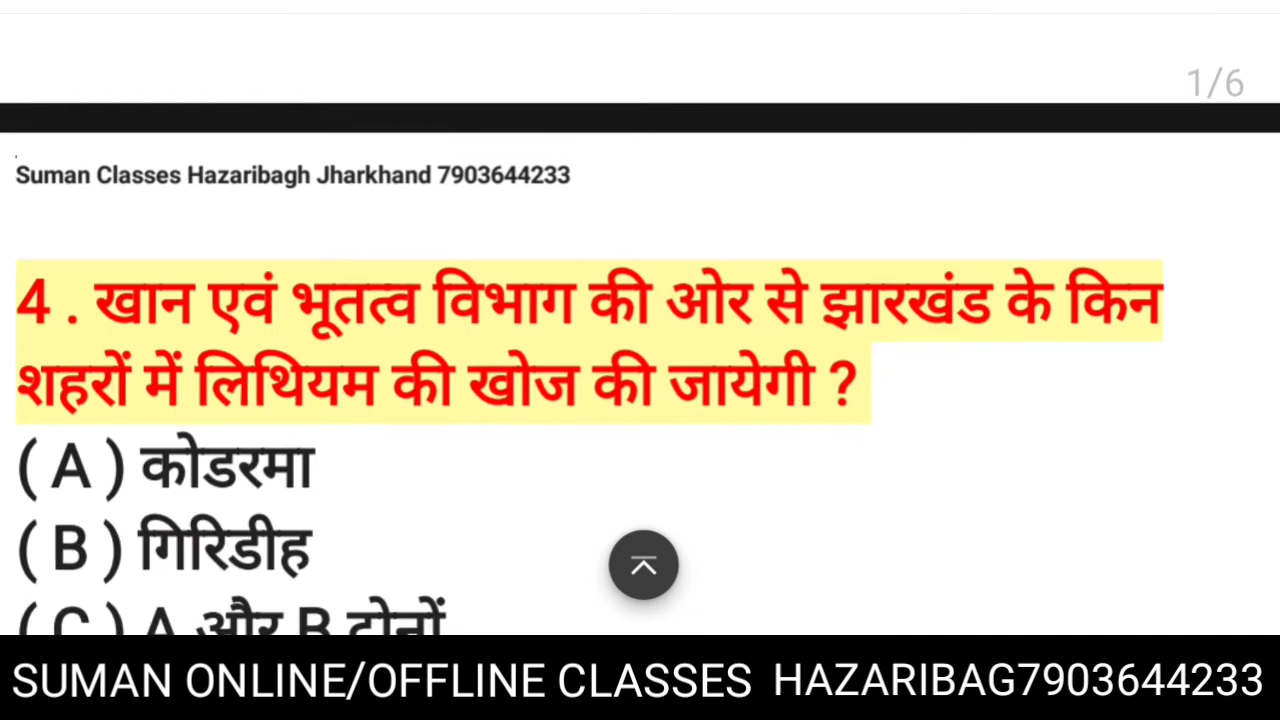 1/6
Suman Classes Hazaribagh Jharkhand 7903644233
4 . खान एवं भूतत्व विभाग की ओर से झारखंड के किन
शहरों में लिथियम की खोज की जायेगी ?
( A ) कोडरमा
( B ) गिरिडीह
( C ) A और B दोनों
SUMAN ONLINE/OFFLINE CLASSES HAZARIBAG7903644233